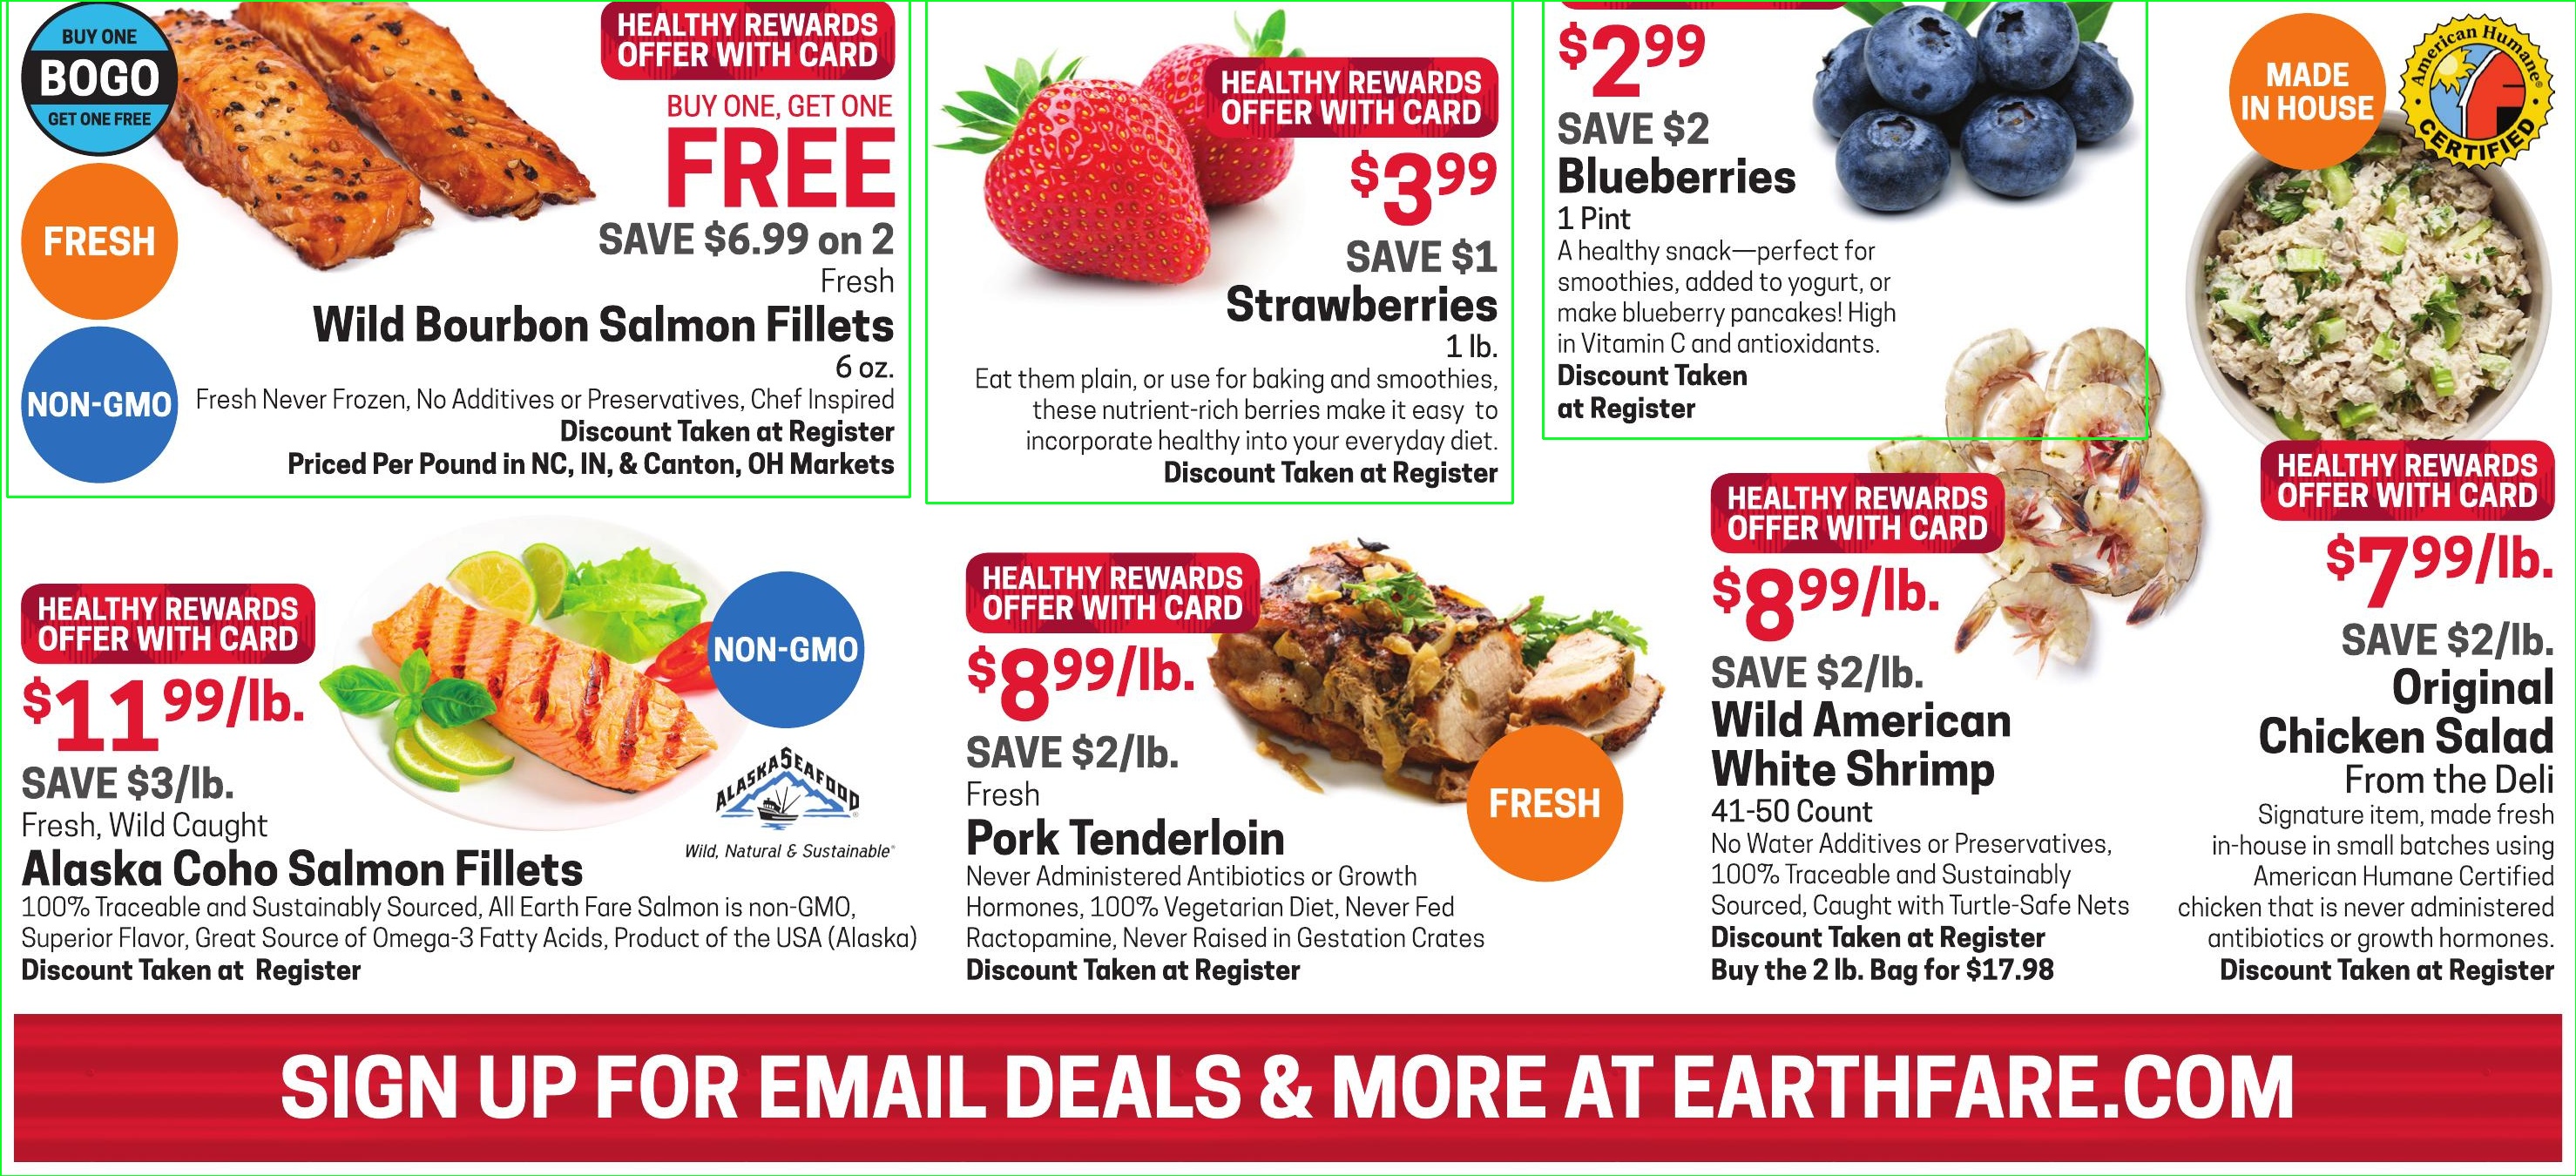 BUY ONE
BOGO
GET ONE FREE
FRESH
NON-GMO
HEALTHY REWARDS
OFFER WITH CARD
BUY ONE, GET ONE
FREE
SAVE $6.99 on 2
Fresh
Wild Bourbon Salmon Fillets
6 oz.
Fresh Never Frozen, No Additives or Preservatives, Chef Inspired
Discount Taken at Register
Priced Per Pound in NC, IN, & Canton, OH Markets
HEALTHY REWARDS
OFFER WITH CARD
$3.99
SAVE $1
Strawberries
1 lb.
Eat them plain, or use for baking and smoothies,
these nutrient-rich berries make it easy to
incorporate healthy into your everyday diet.
Discount Taken at Register
$2.99
SAVE $2
Blueberries
1 Pint
A healthy snack—perfect for
smoothies, added to yogurt, or
make blueberry pancakes! High
in Vitamin C and antioxidants.
Discount Taken
at Register
MADE
IN HOUSE
American Humane®
CERTIFIED
HEALTHY REWARDS
OFFER WITH CARD
$11.99/lb.
SAVE $3/lb.
Fresh, Wild Caught
Alaska Coho Salmon Fillets
100% Traceable and Sustainably Sourced, All Earth Fare Salmon is non-GMO,
Superior Flavor, Great Source of Omega-3 Fatty Acids, Product of the USA (Alaska)
Discount Taken at Register
NON-GMO
ALASKA SEAFOOD®
Wild, Natural & Sustainable®
HEALTHY REWARDS
OFFER WITH CARD
$8.99/lb.
SAVE $2/lb.
Fresh
Pork Tenderloin
Never Administered Antibiotics or Growth
Hormones, 100% Vegetarian Diet, Never Fed
Ractopamine, Never Raised in Gestation Crates
Discount Taken at Register
FRESH
HEALTHY REWARDS
OFFER WITH CARD
$8.99/lb.
SAVE $2/lb.
Wild American
White Shrimp
41-50 Count
No Water Additives or Preservatives,
100% Traceable and Sustainably
Sourced, Caught with Turtle-Safe Nets
Discount Taken at Register
Buy the 2 lb. Bag for $17.98
HEALTHY REWARDS
OFFER WITH CARD
$7.99/lb.
SAVE $2/lb.
Original
Chicken Salad
From the Deli
Signature item, made fresh
in-house in small batches using
American Humane Certified
chicken that is never administered
antibiotics or growth hormones.
Discount Taken at Register
SIGN UP FOR EMAIL DEALS & MORE AT EARTHFARE.COM